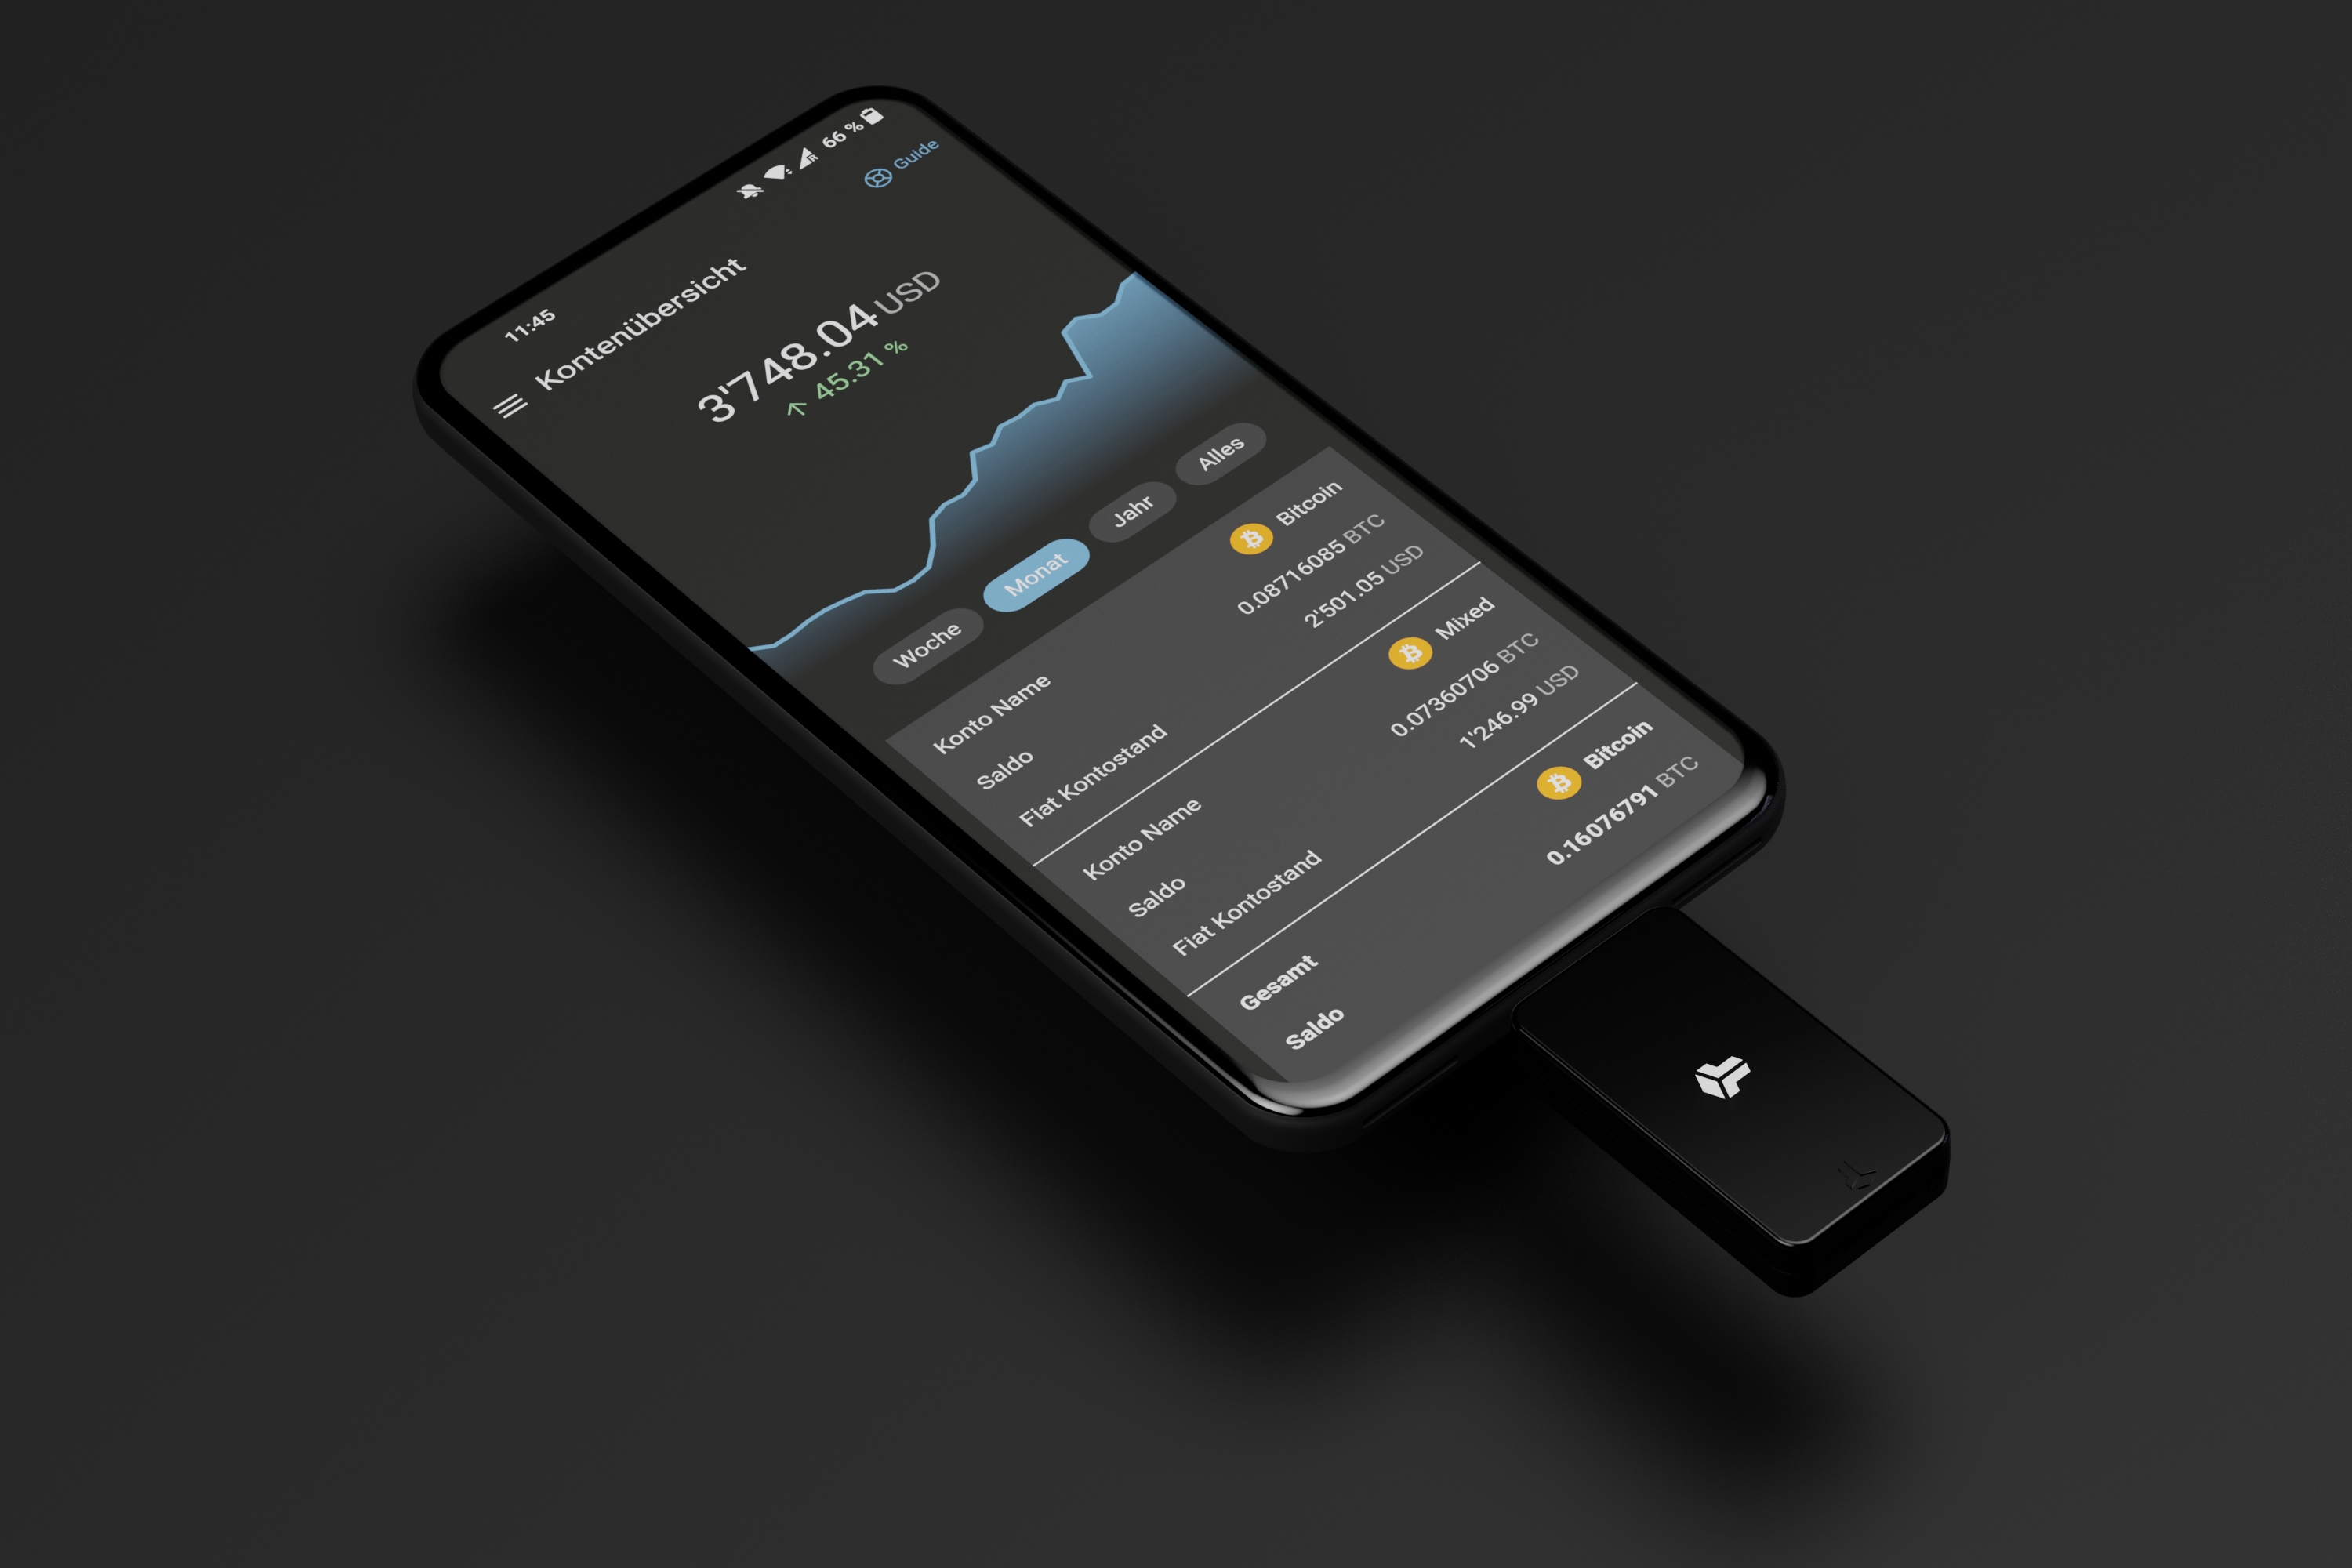 11:45 66 %
Guide
Kontenübersicht
3'748.04 USD
45.31 %
Woche Monat Jahr Alles
Konto Name Bitcoin
Saldo 0.08716085 BTC
Fiat Kontostand 2'501.05 USD
Konto Name Mixed
Saldo 0.07360706 BTC
Fiat Kontostand 1'246.99 USD
Gesamt Bitcoin
Saldo 0.16076791 BTC